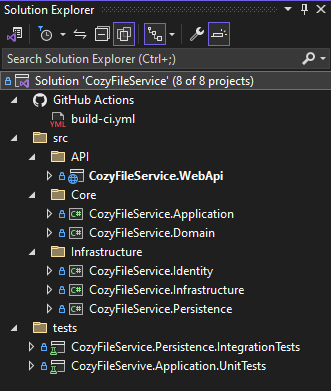 Solution Explorer
Search Solution Explorer (Ctrl+;)
Solution 'CozyFileService' (8 of 8 projects)
GitHub Actions
YML build-ci.yml
src
API
CozyFileService.WebApi
Core
C# CozyFileService.Application
C# CozyFileService.Domain
Infrastructure
C# CozyFileService.Identity
C# CozyFileService.Infrastructure
C# CozyFileService.Persistence
tests
CozyFileService.Persistence.IntegrationTests
CozyFileSevive.Application.UnitTests